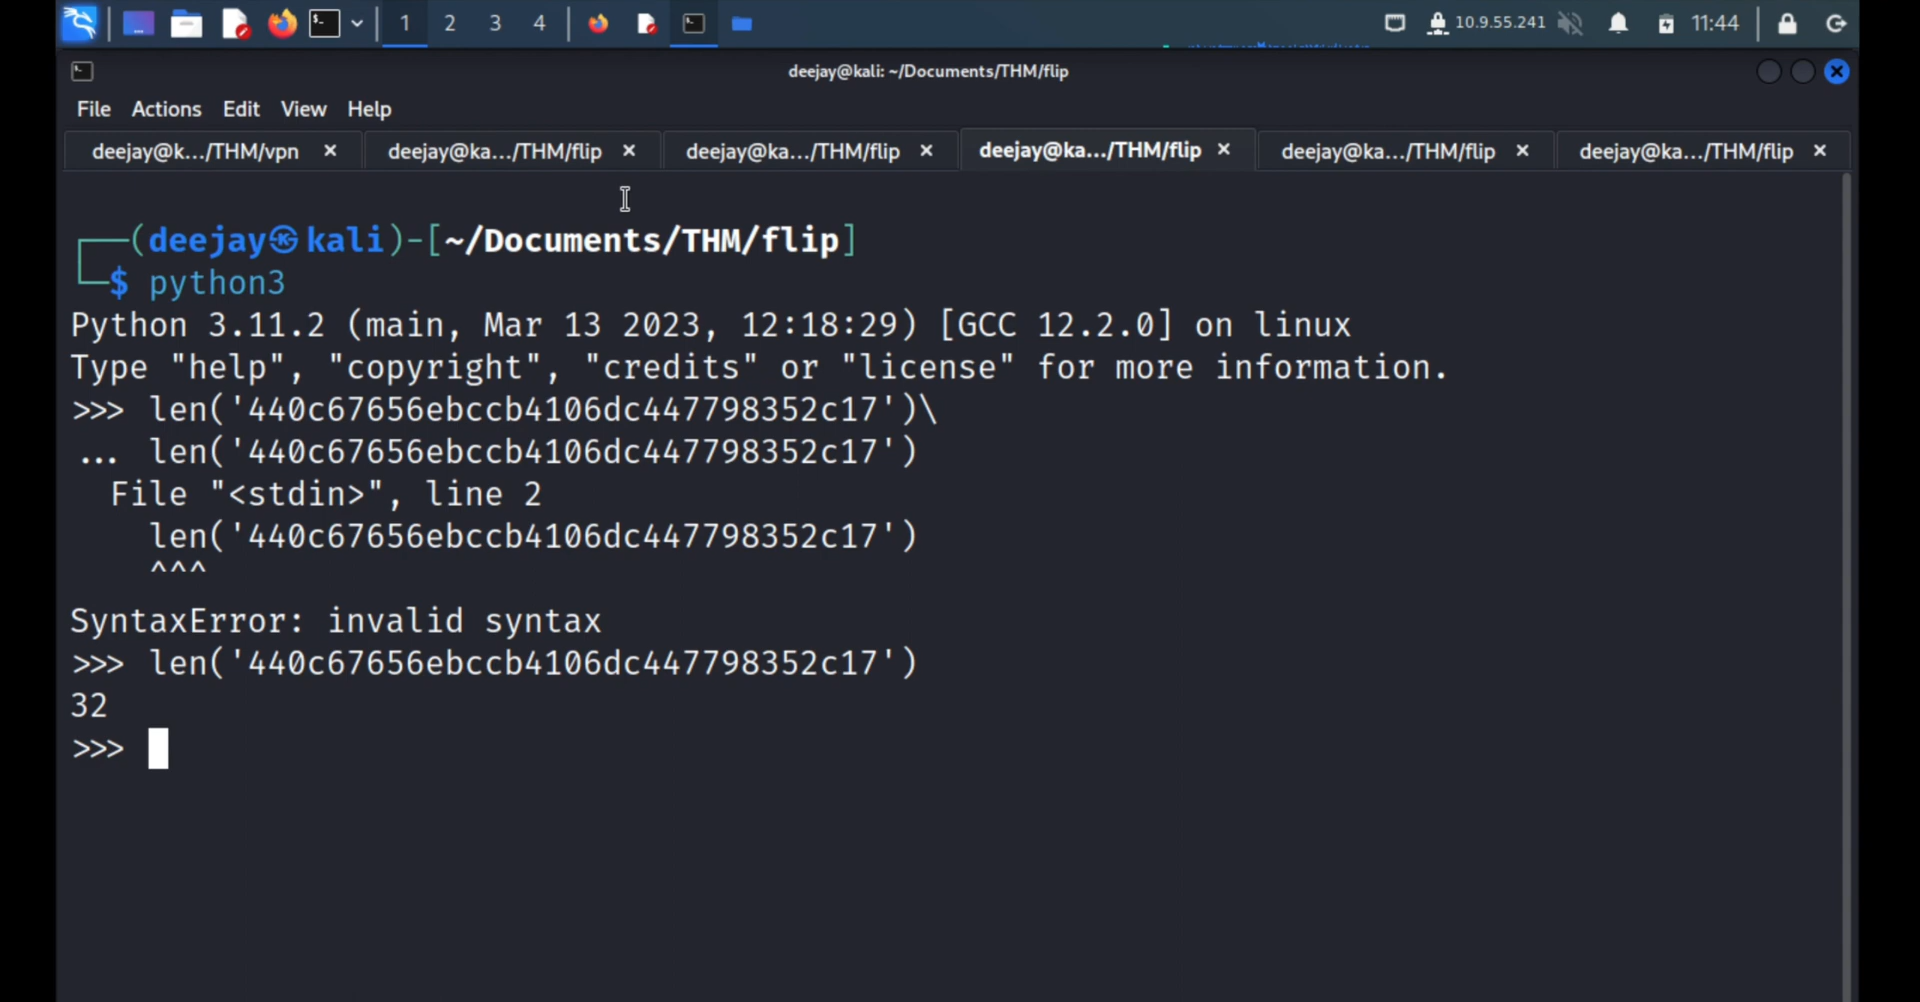 1 2 3 4 10.9.55.241 11:44
deejay@kali: ~/Documents/THM/flip
File Actions Edit View Help
deejay@k.../THM/vpn × deejay@ka.../THM/flip × deejay@ka.../THM/flip × deejay@ka.../THM/flip × deejay@ka.../THM/flip × deejay@ka.../THM/flip ×
┌──(deejay㉿kali)-[~/Documents/THM/flip]
└─$ python3
Python 3.11.2 (main, Mar 13 2023, 12:18:29) [GCC 12.2.0] on linux
Type "help", "copyright", "credits" or "license" for more information.
>>> len('440c67656ebccb4106dc447798352c17')\
... len('440c67656ebccb4106dc447798352c17')
File "<stdin>", line 2
len('440c67656ebccb4106dc447798352c17')
^^^
SyntaxError: invalid syntax
>>> len('440c67656ebccb4106dc447798352c17')
32
>>>